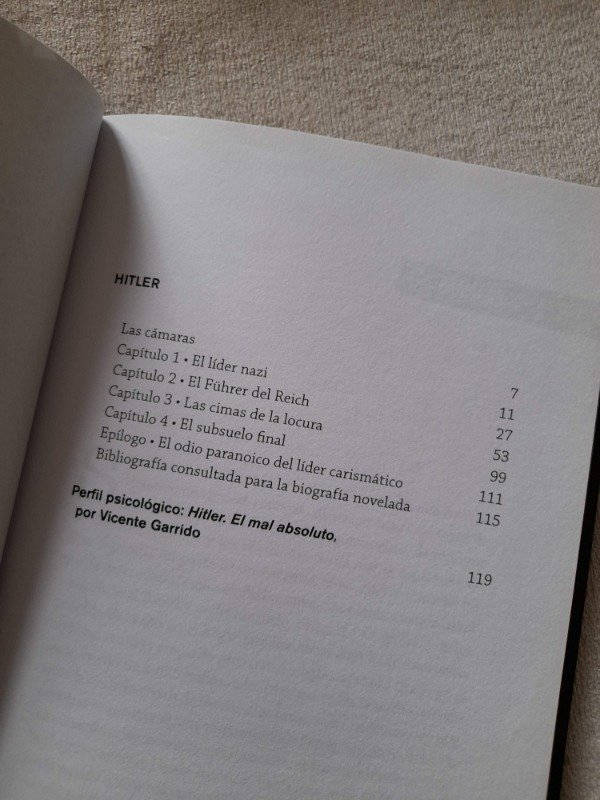 HITLER
Las cámaras 7
Capítulo 1 • El líder nazi 11
Capítulo 2 • El Führer del Reich 27
Capítulo 3 • Las cimas de la locura 53
Capítulo 4 • El subsuelo final 99
Epílogo • El odio paranoico del líder carismático 111
Bibliografía consultada para la biografía novelada 115
Perfil psicológico: Hitler. El mal absoluto,
por Vicente Garrido 119